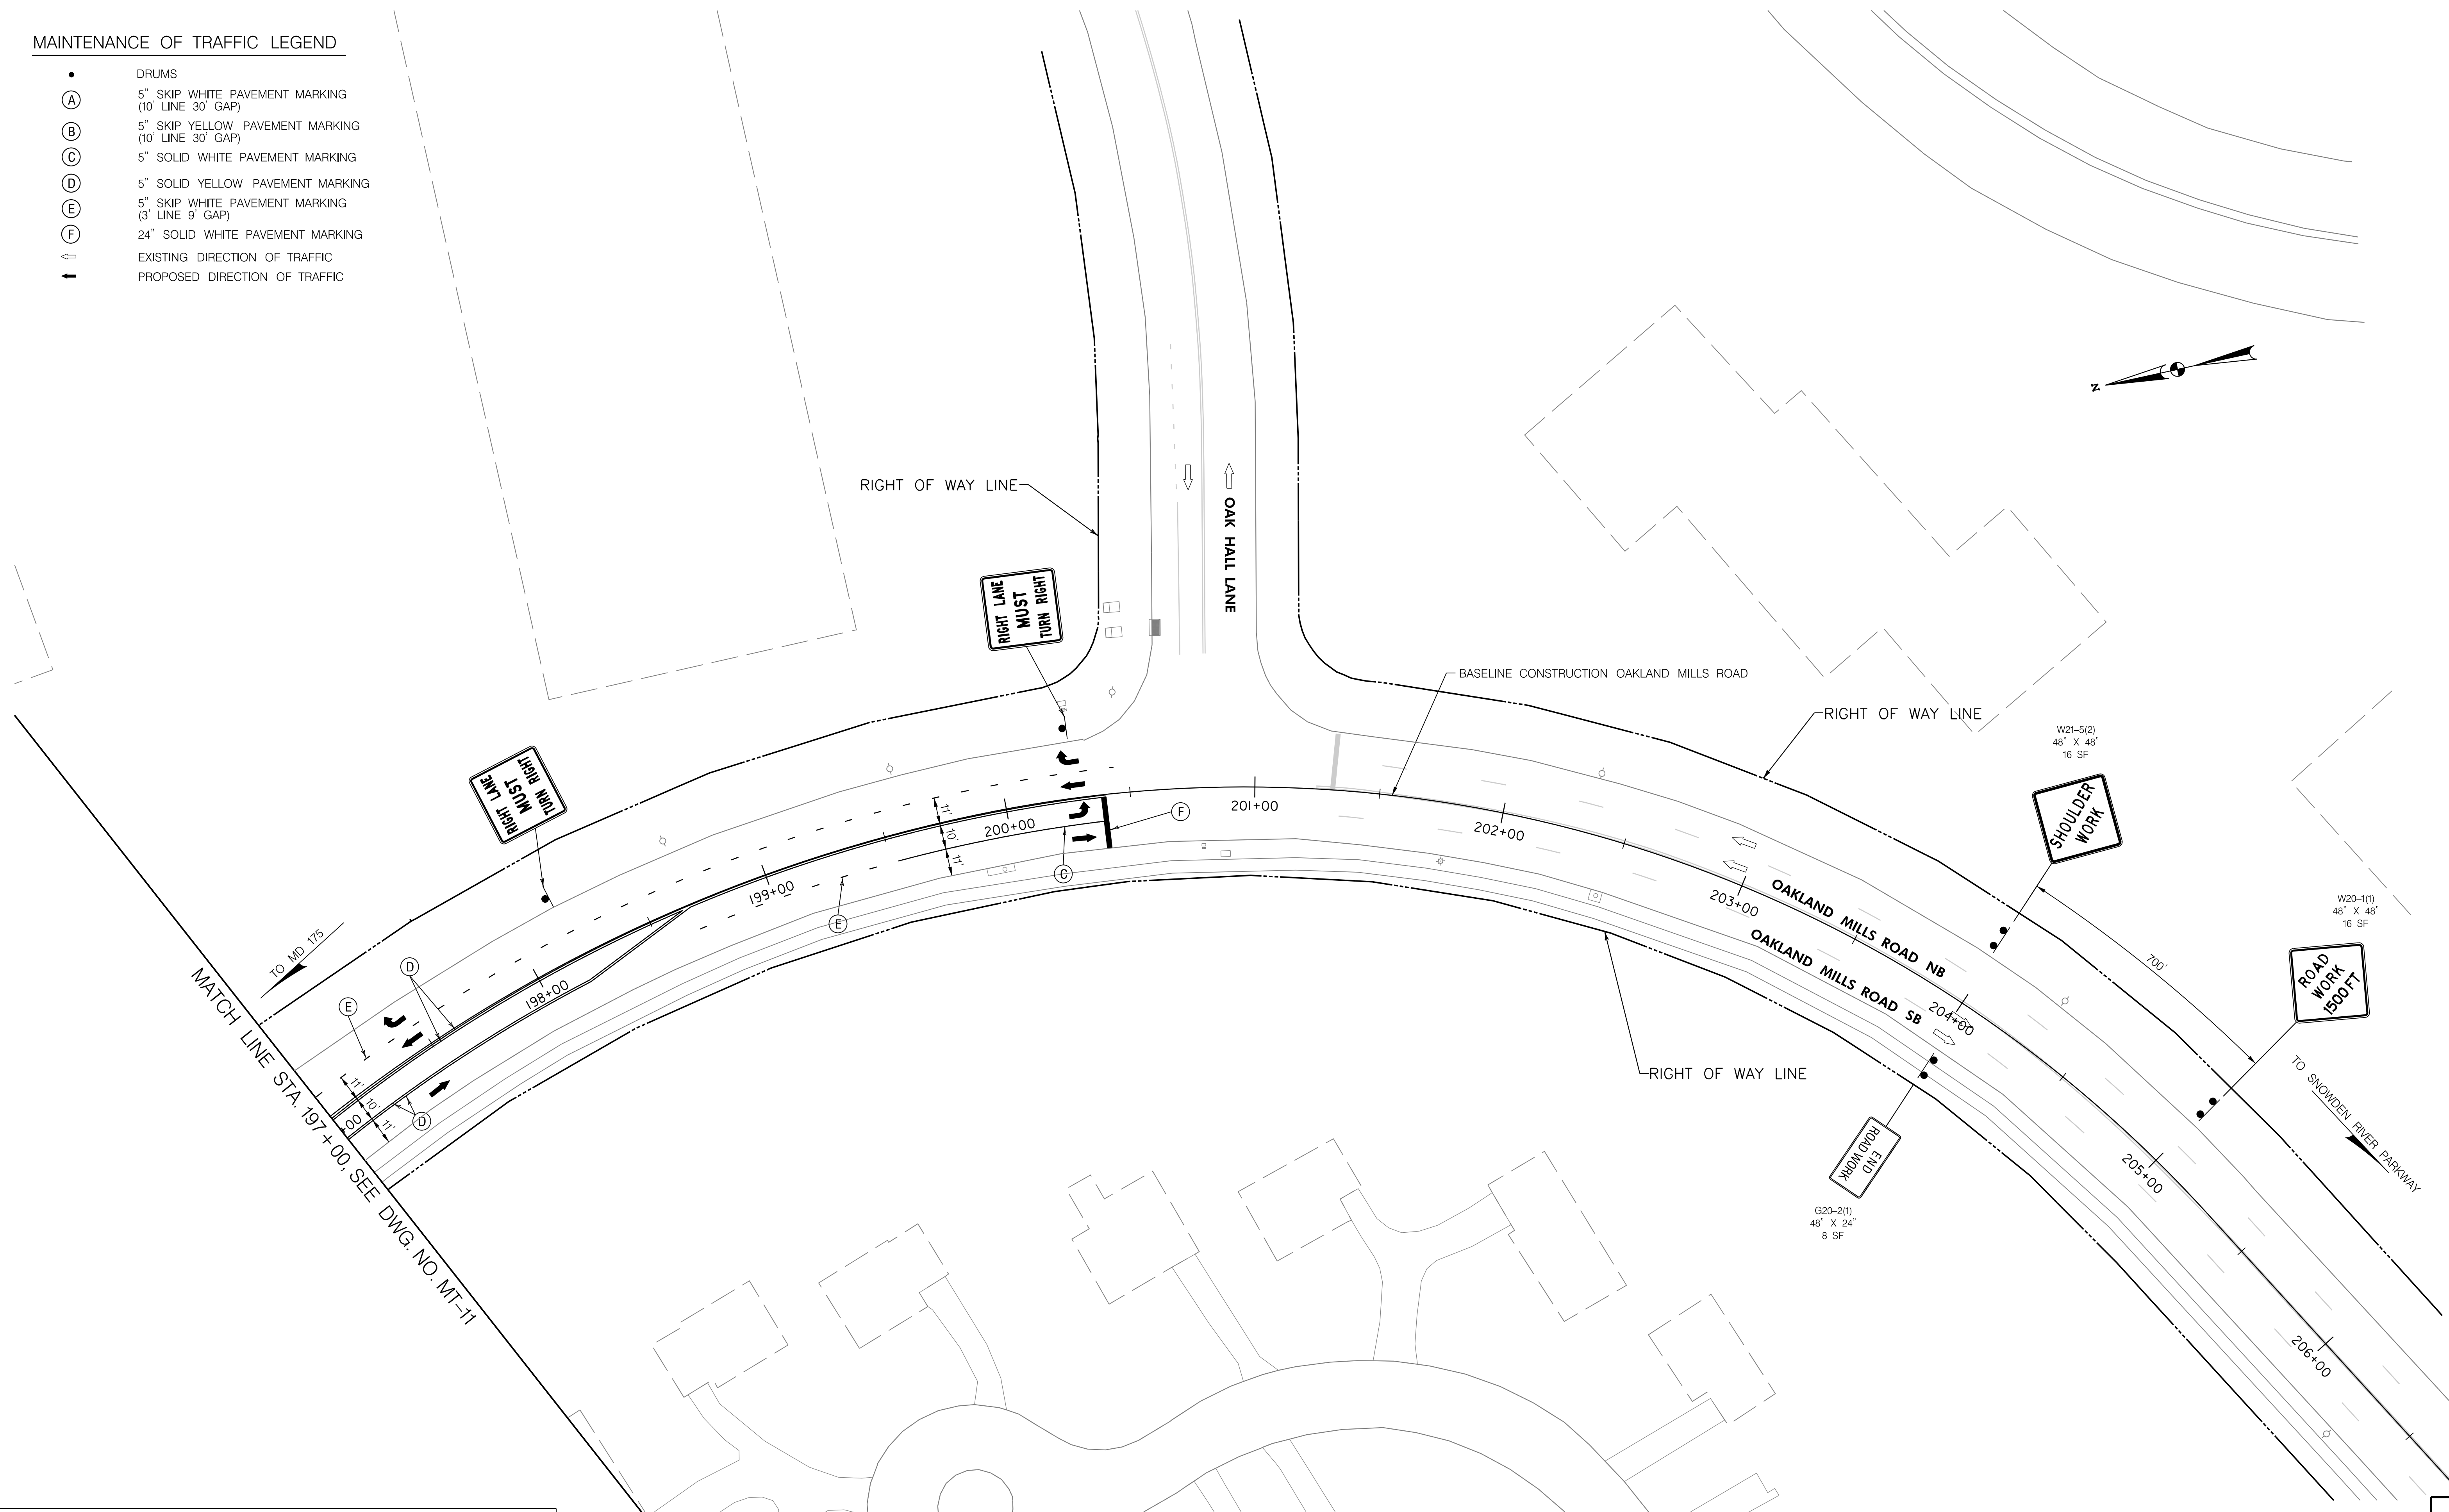 MAINTENANCE OF TRAFFIC LEGEND
DRUMS
A
5" SKIP WHITE PAVEMENT MARKING
(10' LINE 30' GAP)
B
5" SKIP YELLOW PAVEMENT MARKING
(10' LINE 30' GAP)
C
5" SOLID WHITE PAVEMENT MARKING
D
5" SOLID YELLOW PAVEMENT MARKING
E
5" SKIP WHITE PAVEMENT MARKING
(3' LINE 9' GAP)
F
24" SOLID WHITE PAVEMENT MARKING
EXISTING DIRECTION OF TRAFFIC
PROPOSED DIRECTION OF TRAFFIC
N
RIGHT OF WAY LINE
OAK HALL LANE
RIGHT LANE
MUST
TURN RIGHT
BASELINE CONSTRUCTION OAKLAND MILLS ROAD
RIGHT OF WAY LINE
W21-5(2)
48" X 48"
16 SF
SHOULDER
WORK
RIGHT LANE
MUST
TURN RIGHT
11'
10'
11'
200+00
201+00
202+00
F
C
E
199+00
198+00
203+00
OAKLAND MILLS ROAD NB
OAKLAND MILLS ROAD SB
204+00
W20-1(1)
48" X 48"
16 SF
700'
ROAD
WORK
1500 FT
TO MD 175
D
E
11'
10'
11'
D
+00
MATCH LINE STA. 197+00, SEE DWG. NO. MT-11
RIGHT OF WAY LINE
END
ROAD WORK
G20-2(1)
48" X 24"
8 SF
TO SNOWDEN RIVER PARKWAY
205+00
206+00